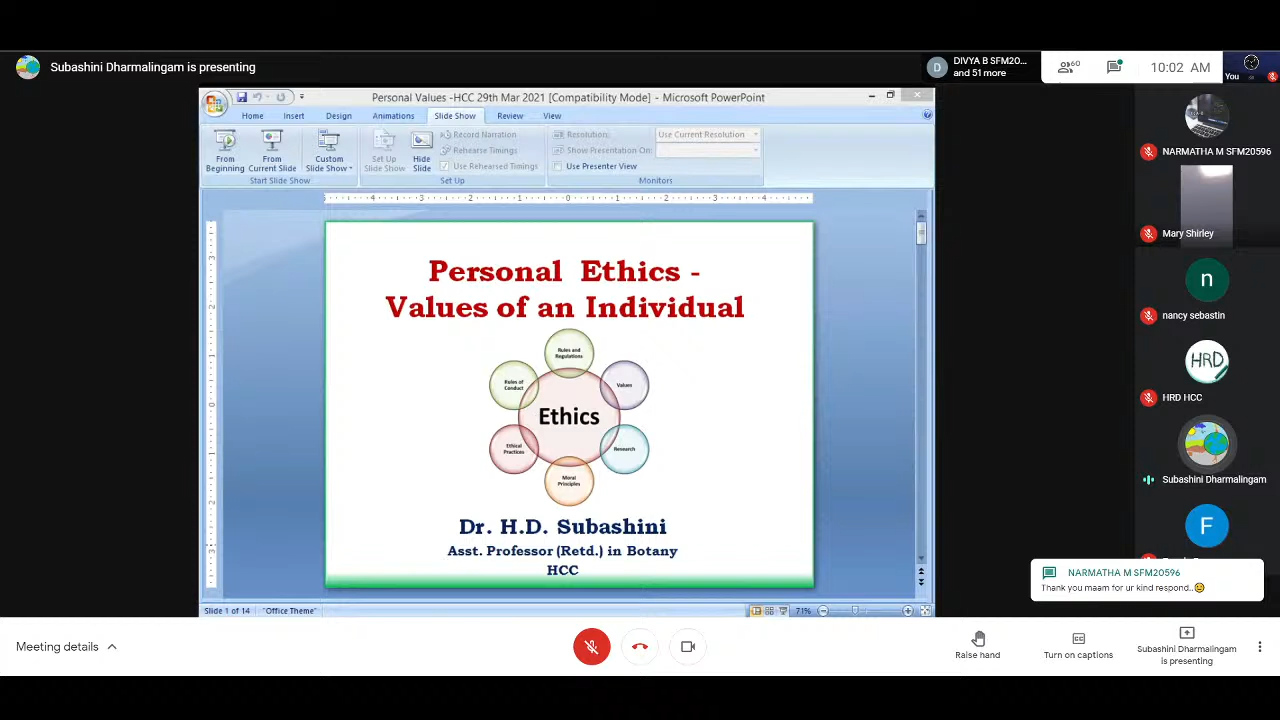 Subashini Dharmalingam is presenting
DIVYA B SFM20...
and 51 more
60
10:02 AM
You
Personal Values -HCC 29th Mar 2021 [Compatibility Mode] - Microsoft PowerPoint
Home Insert Design Animations Slide Show Review View
From Beginning
From Current Slide
Custom Slide Show
Start Slide Show
Set Up Slide Show
Hide Slide
Record Narration
Rehearse Timings
Use Rehearsed Timings
Set Up
Resolution: Use Current Resolution
Show Presentation On:
Use Presenter View
Monitors
Personal Ethics -
Values of an Individual
Rules and
Regulations
Rules of
Conduct
Values
Ethics
Ethical
Practices
Research
Moral
Principles
Dr. H.D. Subashini
Asst. Professor (Retd.) in Botany
HCC
Slide 1 of 14 "Office Theme" 71%
NARMATHA M SFM20596
Mary Shirley
n
nancy sebastin
HRD
HRD HCC
Subashini Dharmalingam
F
NARMATHA M SFM20596
Thank you maam for ur kind respond..😊
Meeting details
Raise hand
Turn on captions
Subashini Dharmalingam
is presenting